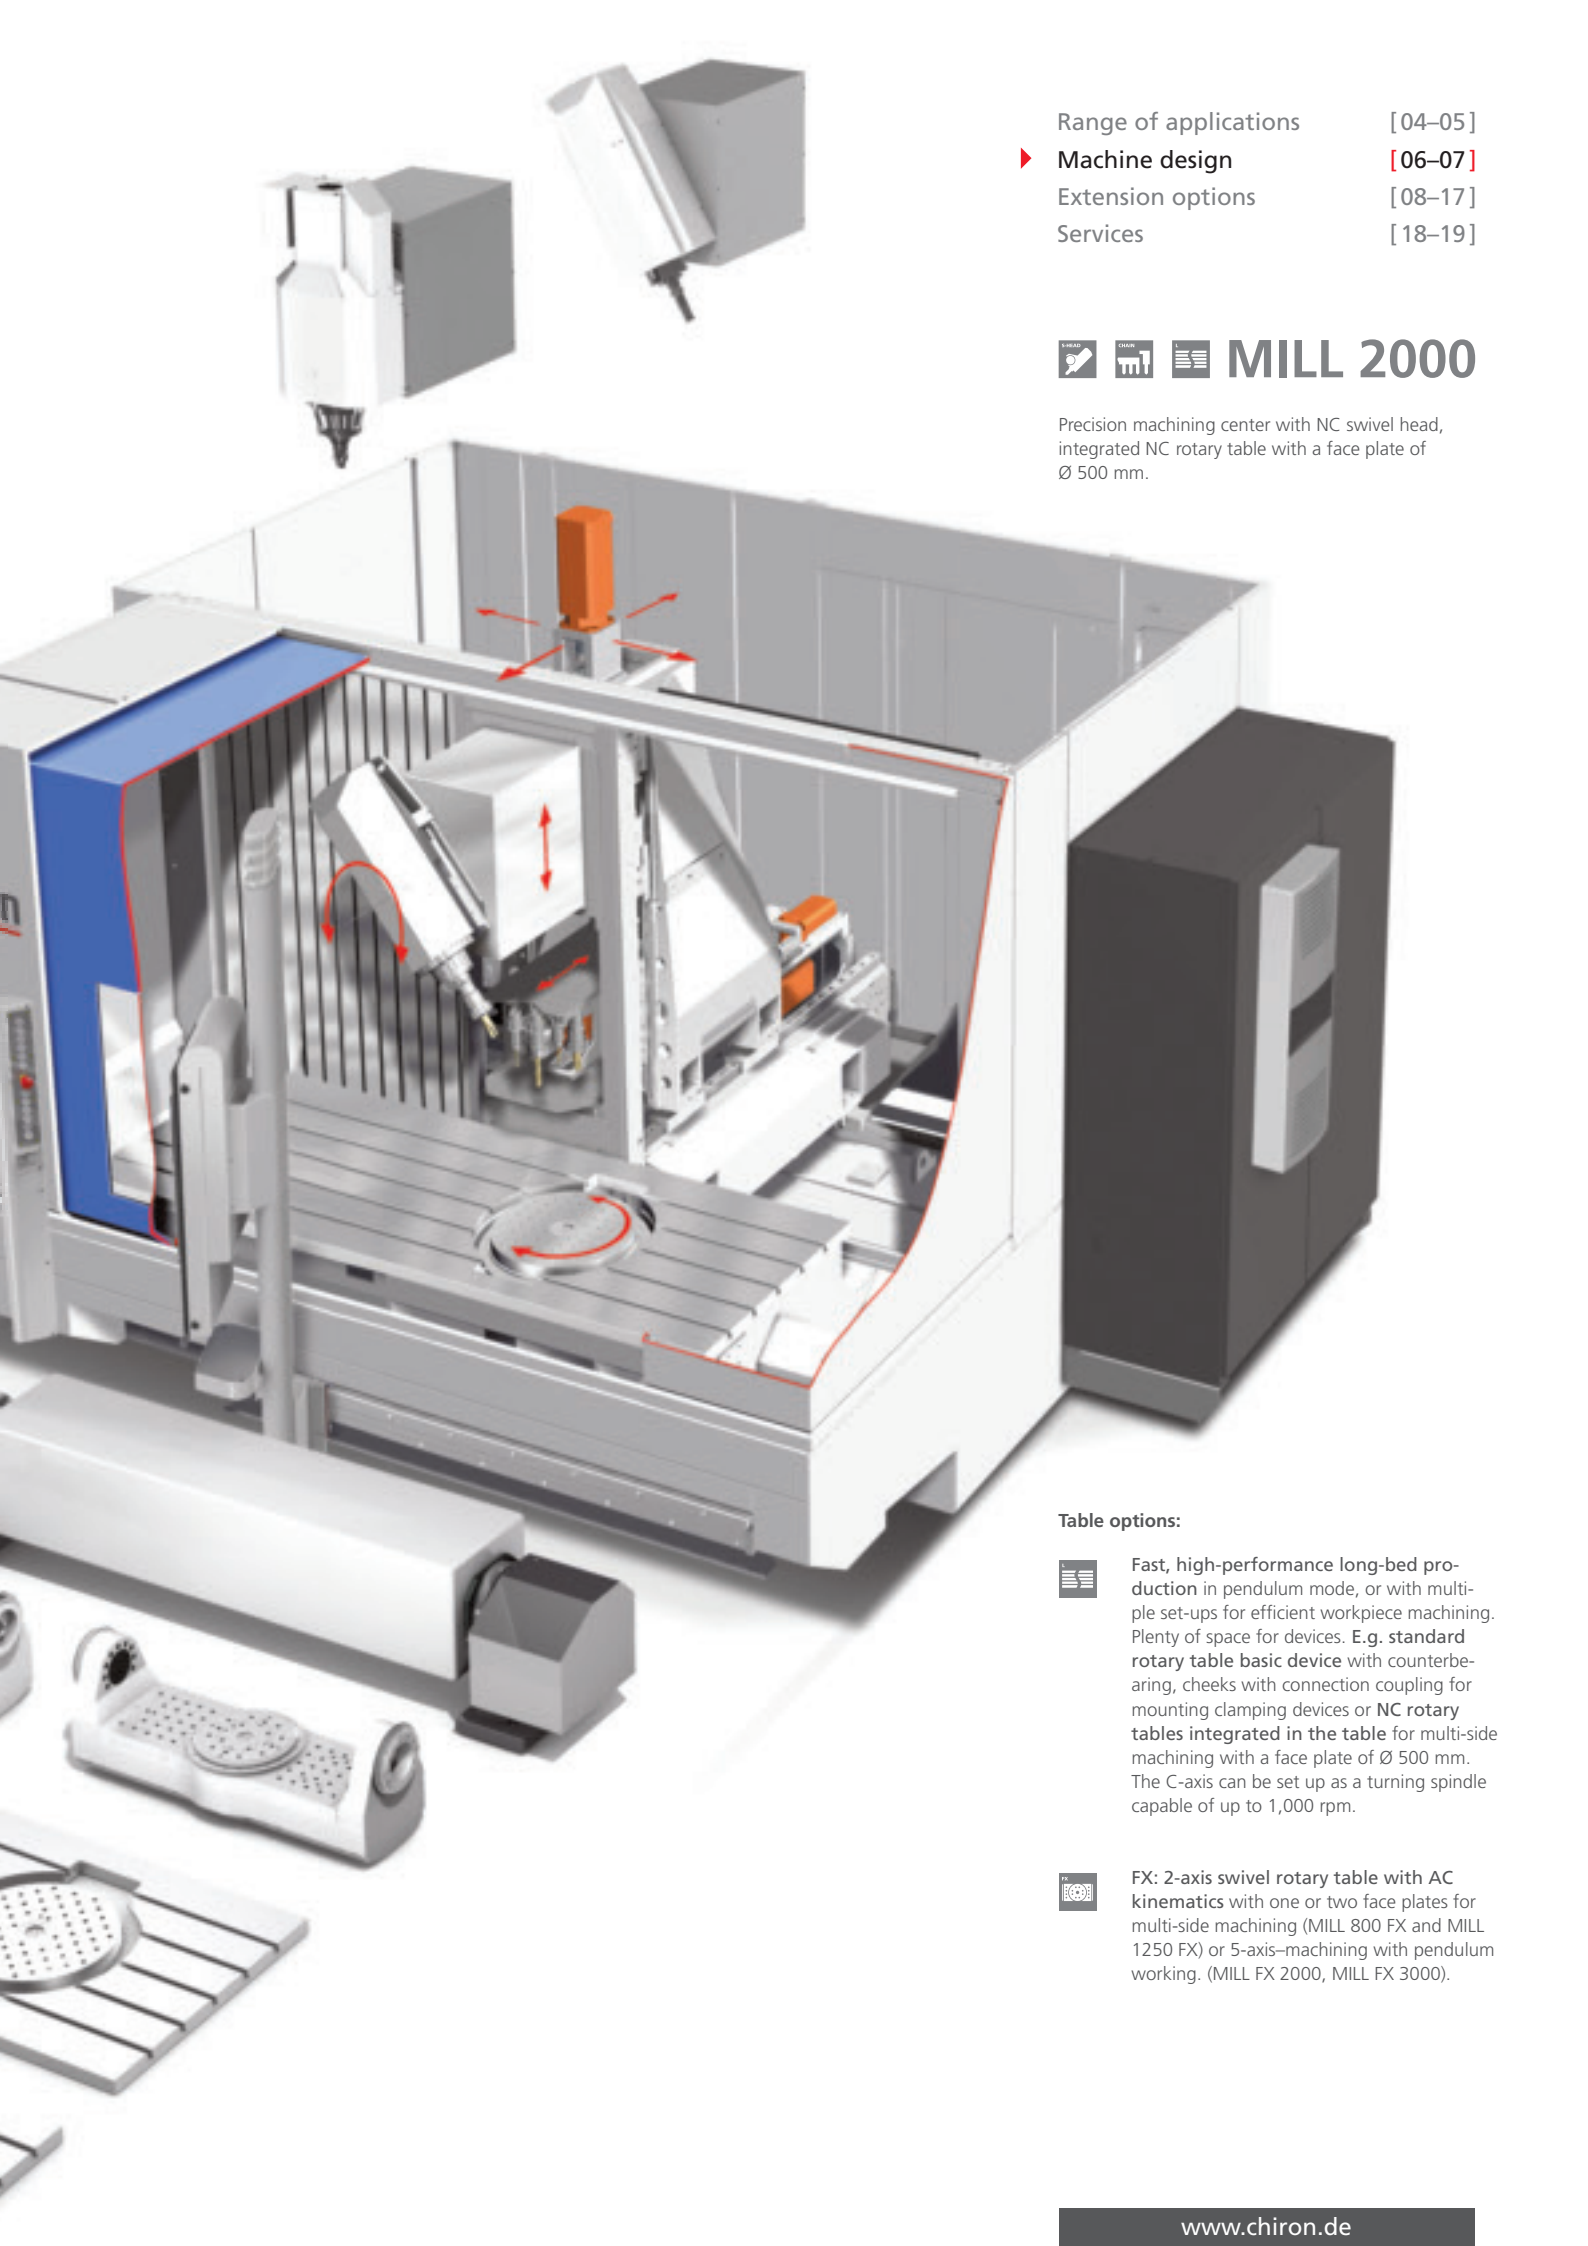 Range of applications [04–05]
Machine design [06–07]
Extension options [08–17]
Services [18–19]
S-HEAD CHAIN L MILL 2000
Precision machining center with NC swivel head,
integrated NC rotary table with a face plate of
Ø 500 mm.
Table options:
L
Fast, high-performance long-bed pro-
duction in pendulum mode, or with multi-
ple set-ups for efficient workpiece machining.
Plenty of space for devices. E.g. standard
rotary table basic device with counterbe-
aring, cheeks with connection coupling for
mounting clamping devices or NC rotary
tables integrated in the table for multi-side
machining with a face plate of Ø 500 mm.
The C-axis can be set up as a turning spindle
capable of up to 1,000 rpm.
FX
FX: 2-axis swivel rotary table with AC
kinematics with one or two face plates for
multi-side machining (MILL 800 FX and MILL
1250 FX) or 5-axis–machining with pendulum
working. (MILL FX 2000, MILL FX 3000).
www.chiron.de